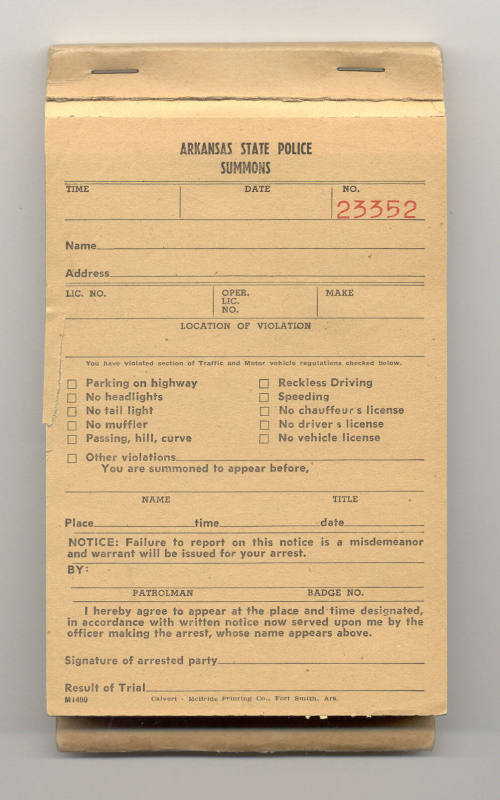 ARKANSAS STATE POLICE
SUMMONS
TIME DATE NO.
23352
Name
Address
LIC. NO. OPER. LIC. NO. MAKE
LOCATION OF VIOLATION
You have violated section of Traffic and Motor vehicle regulations checked below.
Parking on highway Reckless Driving
No headlights Speeding
No tail light No chauffeur s license
No muffler No driver s license
Passing, hill, curve No vehicle license
Other violations
You are summoned to appear before,
NAME TITLE
Place time date
NOTICE: Failure to report on this notice is a misdemeanor
and warrant will be issued for your arrest.
BY:
PATROLMAN BADGE NO.
I hereby agree to appear at the place and time designated,
in accordance with written notice now served upon me by the
officer making the arrest, whose name appears above.
Signature of arrested party
Result of Trial
M1490 Calvert - McBride Printing Co., Fort Smith, Ark.